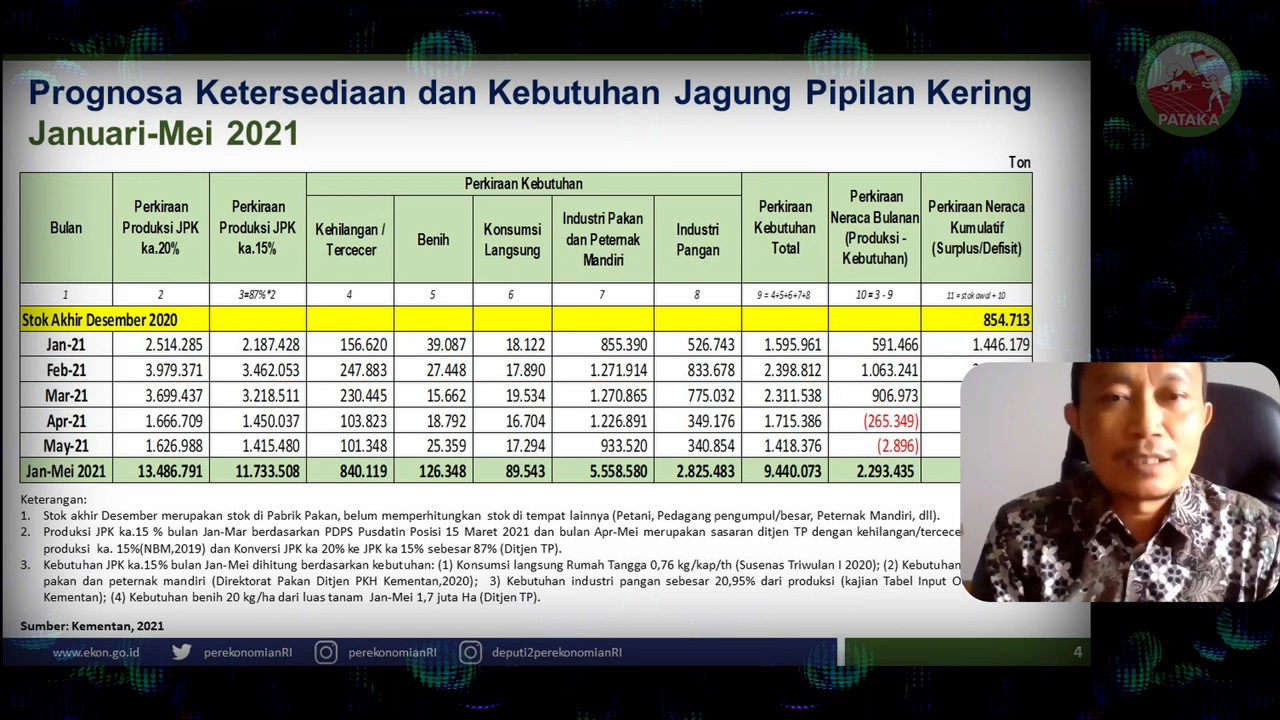 Prognosa Ketersediaan dan Kebutuhan Jagung Pipilan Kering
Januari-Mei 2021
PATAKA
Ton
Bulan
Perkiraan Produksi JPK ka.20%
Perkiraan Produksi JPK ka.15%
Perkiraan Kebutuhan
Kehilangan / Tercecer
Benih
Konsumsi Langsung
Industri Pakan dan Peternak Mandiri
Industri Pangan
Perkiraan Kebutuhan Total
Perkiraan Neraca Bulanan (Produksi - Kebutuhan)
Perkiraan Neraca Kumulatif (Surplus/Defisit)
1 2 3=87%*2 4 5 6 7 8 9 = 4+5+6+7+8 10 = 3 - 9 11 = stok awal + 10
Stok Akhir Desember 2020 854.713
Jan-21 2.514.285 2.187.428 156.620 39.087 18.122 855.390 526.743 1.595.961 591.466 1.446.179
Feb-21 3.979.371 3.462.053 247.883 27.448 17.890 1.271.914 833.678 2.398.812 1.063.241
Mar-21 3.699.437 3.218.511 230.445 15.662 19.534 1.270.865 775.032 2.311.538 906.973
Apr-21 1.666.709 1.450.037 103.823 18.792 16.704 1.226.891 349.176 1.715.386 (265.349)
May-21 1.626.988 1.415.480 101.348 25.359 17.294 933.520 340.854 1.418.376 (2.896)
Jan-Mei 2021 13.486.791 11.733.508 840.119 126.348 89.543 5.558.580 2.825.483 9.440.073 2.293.435
Keterangan:
1. Stok akhir Desember merupakan stok di Pabrik Pakan, belum memperhitungkan stok di tempat lainnya (Petani, Pedagang pengumpul/besar, Peternak Mandiri, dll).
2. Produksi JPK ka.15 % bulan Jan-Mar berdasarkan PDPS Pusdatin Posisi 15 Maret 2021 dan bulan Apr-Mei merupakan sasaran ditjen TP dengan kehilangan/tercece
produksi ka. 15%(NBM,2019) dan Konversi JPK ka 20% ke JPK ka 15% sebesar 87% (Ditjen TP).
3. Kebutuhan JPK ka.15% bulan Jan-Mei dihitung berdasarkan kebutuhan: (1) Konsumsi langsung Rumah Tangga 0,76 kg/kap/th (Susenas Triwulan I 2020); (2) Kebutuhan
pakan dan peternak mandiri (Direktorat Pakan Ditjen PKH Kementan,2020); 3) Kebutuhan industri pangan sebesar 20,95% dari produksi (kajian Tabel Input O
Kementan); (4) Kebutuhan benih 20 kg/ha dari luas tanam Jan-Mei 1,7 juta Ha (Ditjen TP).
Sumber: Kementan, 2021
www.ekon.go.id perekonomianRI perekonomianRI deputi2perekonomianRI 4